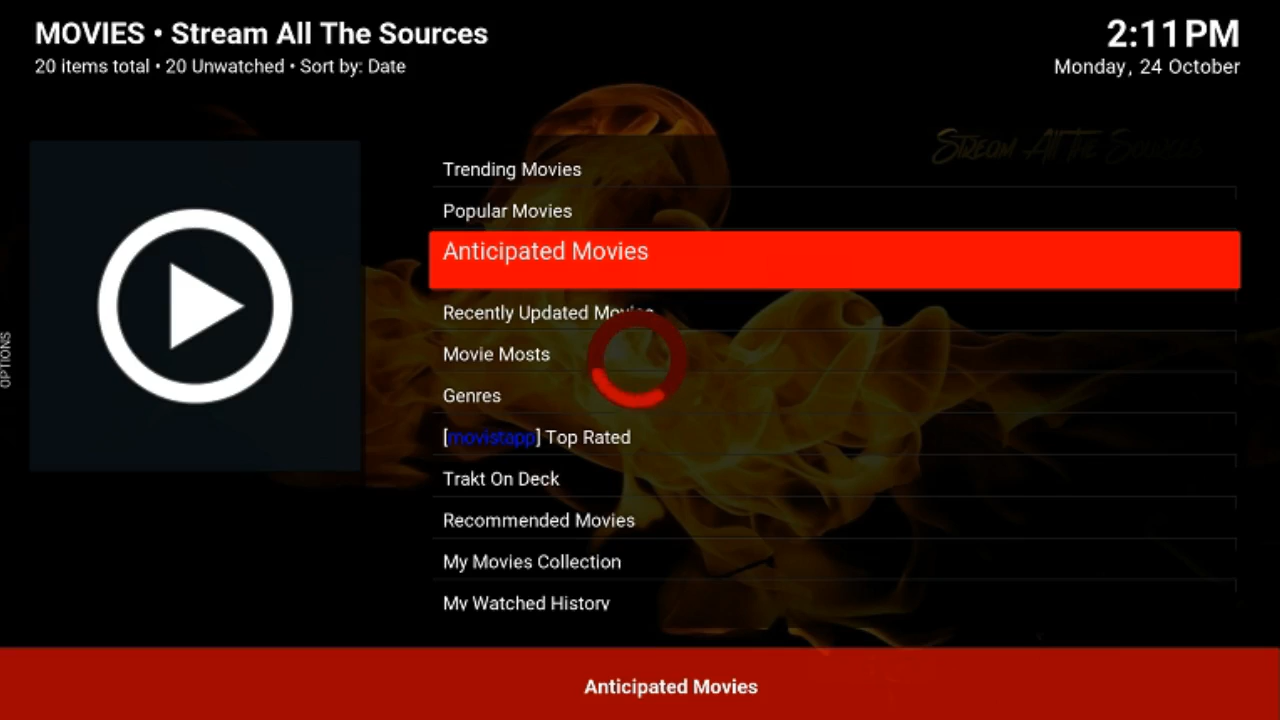 MOVIES • Stream All The Sources
20 items total • 20 Unwatched • Sort by: Date
2:11 PM
Monday, 24 October
Stream All The Sources
OPTIONS
Trending Movies
Popular Movies
Anticipated Movies
Recently Updated Movies
Movie Mosts
Genres
[movistapp] Top Rated
Trakt On Deck
Recommended Movies
My Movies Collection
My Watched History
Anticipated Movies